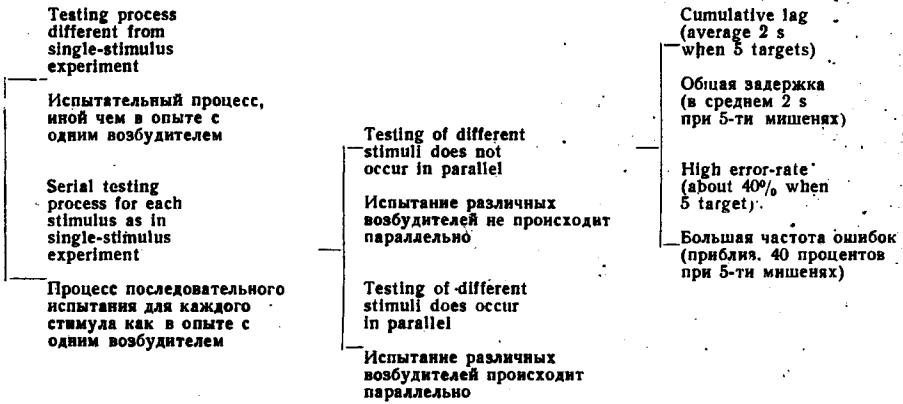 Testing process
different from
single-stimulus
experiment
Испытательный процесс,
иной чем в опыте с
одним возбудителем
Serial testing
process for each
stimulus as in
single-stimulus
experiment
Процесс последовательного
испытания для каждого
стимула как в опыте с
одним возбудителем
Testing of different
stimuli does not
occur in parallel
Испытание различных
возбудителей не происходит
параллельно
Testing of different
stimuli does occur
in parallel
Испытание различных
возбудителей происходит
параллельно
Cumulative lag
(average 2 s
when 5 targets)
Общая задержка
(в среднем 2 s
при 5-ти мишенях)
High error-rate
(about 40% when
5 target).
Большая частота ошибок
(приблиз. 40 процентов
при 5-ти мишенях)